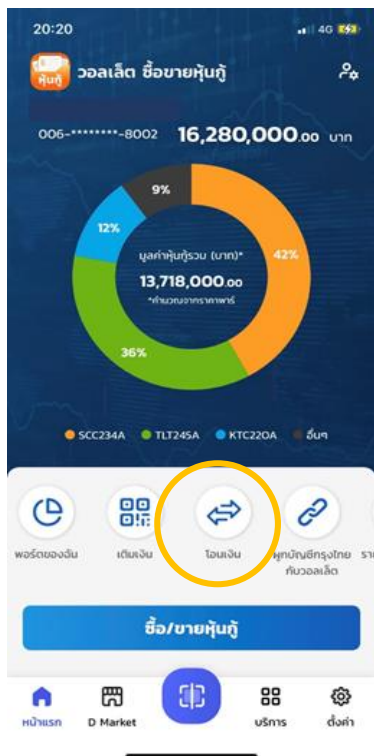 20:20
4G
หุ้นกู้
วอลเล็ต ซื้อขายหุ้นกู้
006-********-8002 16,280,000.00 บาท
9%
12%
42%
มูลค่าหุ้นกู้รวม (บาท)*
13,718,000.00
*คำนวณจากราคาพาร์
36%
SCC234A TLT245A KTC220A อื่นๆ
พอร์ตของฉัน เติมเงิน โอนเงิน ผูกบัญชีกรุงไทย
กับวอลเล็ต
ซื้อ/ขายหุ้นกู้
หน้าแรก D Market บริการ ตั้งค่า